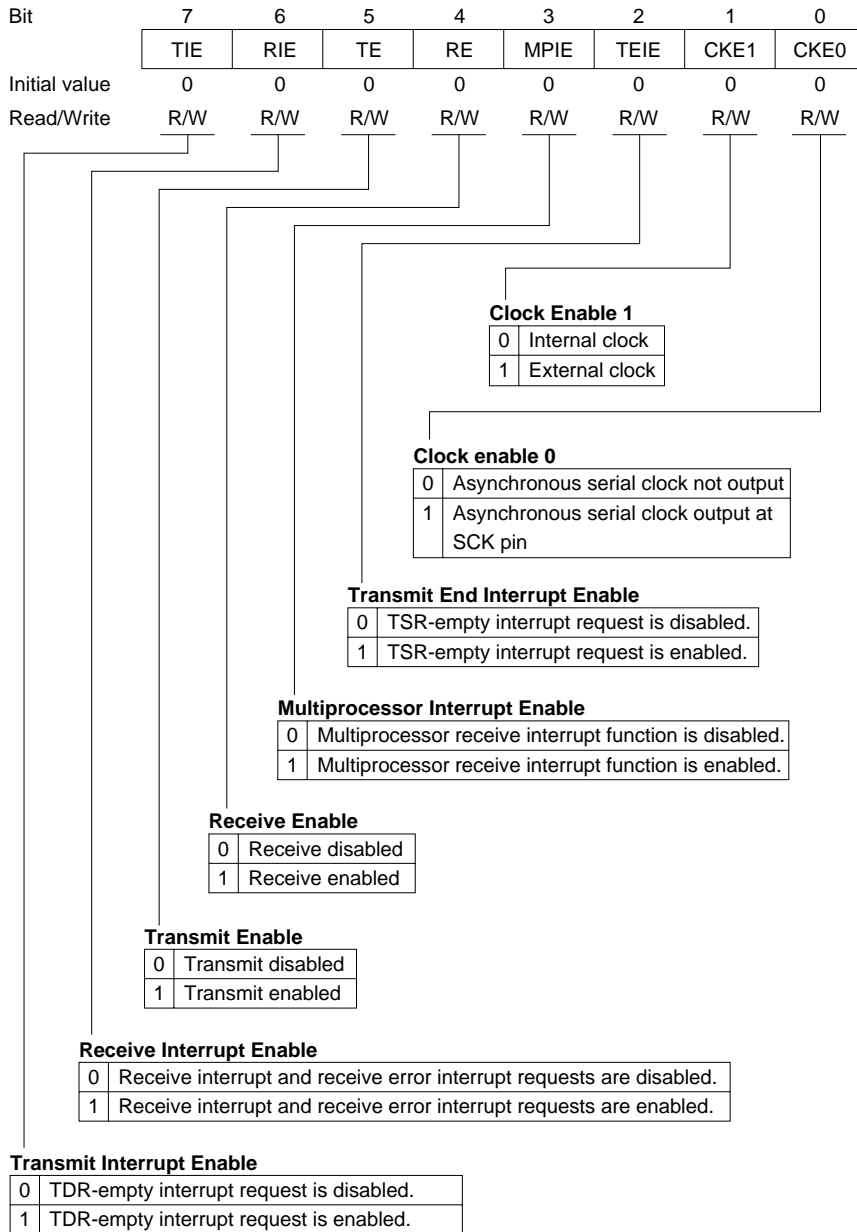 Bit 7 6 5 4 3 2 1 0
TIE RIE TE RE MPIE TEIE CKE1 CKE0
Initial value 0 0 0 0 0 0 0 0
Read/Write R/W R/W R/W R/W R/W R/W R/W R/W
Clock Enable 1
0 Internal clock
1 External clock
Clock enable 0
0 Asynchronous serial clock not output
1 Asynchronous serial clock output at
SCK pin
Transmit End Interrupt Enable
0 TSR-empty interrupt request is disabled.
1 TSR-empty interrupt request is enabled.
Multiprocessor Interrupt Enable
0 Multiprocessor receive interrupt function is disabled.
1 Multiprocessor receive interrupt function is enabled.
Receive Enable
0 Receive disabled
1 Receive enabled
Transmit Enable
0 Transmit disabled
1 Transmit enabled
Receive Interrupt Enable
0 Receive interrupt and receive error interrupt requests are disabled.
1 Receive interrupt and receive error interrupt requests are enabled.
Transmit Interrupt Enable
0 TDR-empty interrupt request is disabled.
1 TDR-empty interrupt request is enabled.